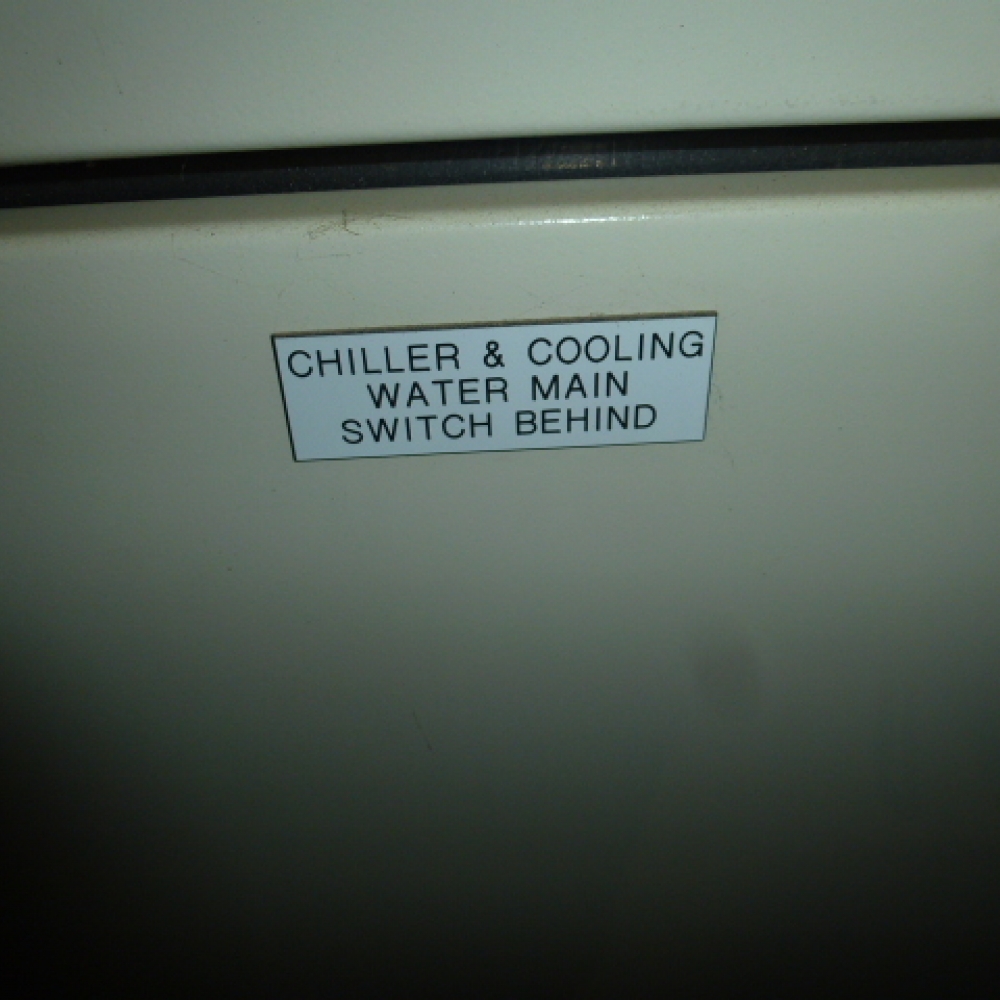 CHILLER & COOLING
WATER MAIN
SWITCH BEHIND